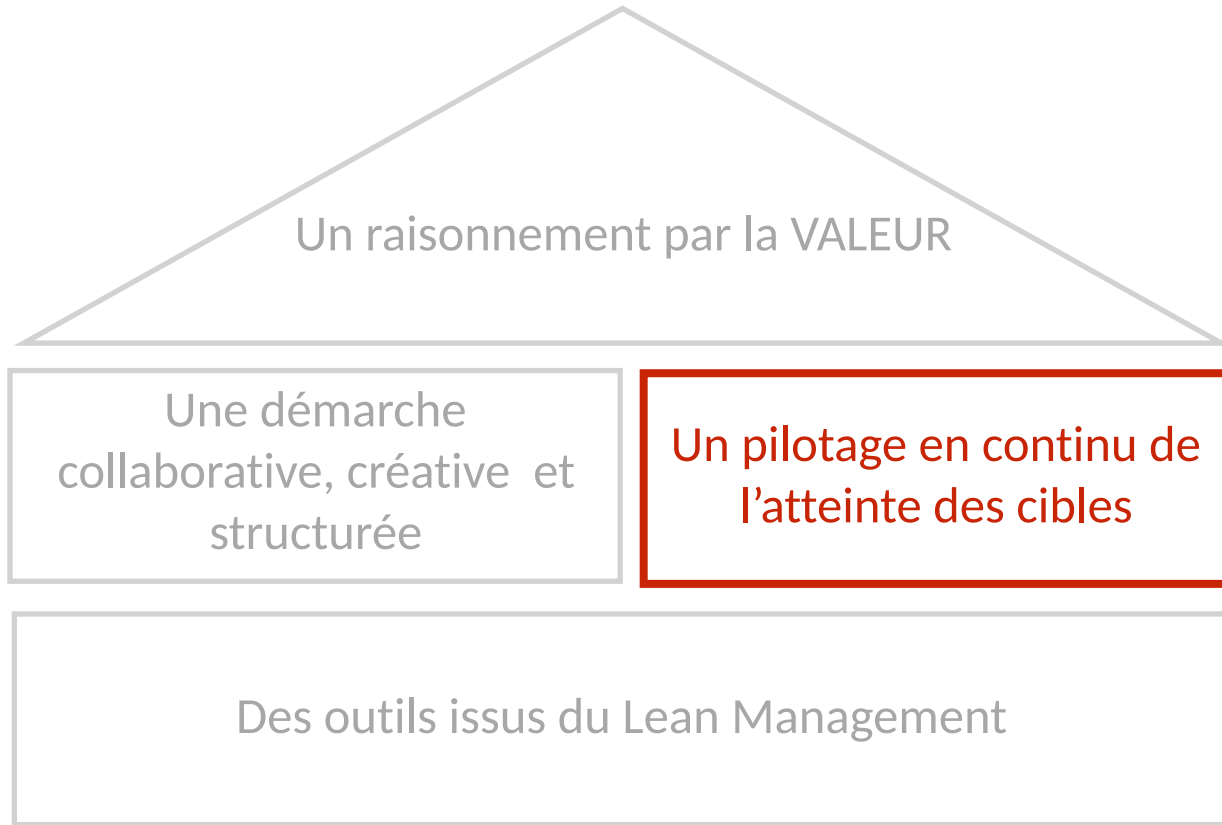 Un raisonnement par la VALEUR
Une démarche
collaborative, créative  et
structurée
Un pilotage en continu de
l’atteinte des cibles
Des outils issus du Lean Management